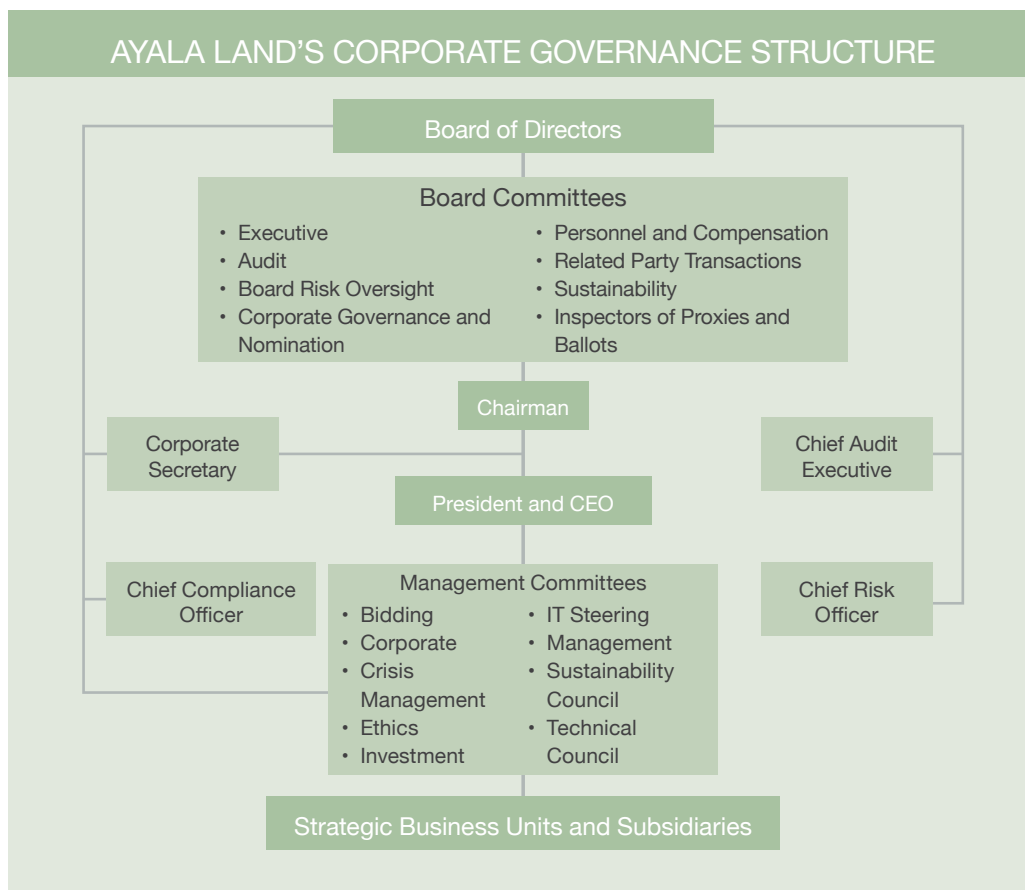 AYALA LAND'S CORPORATE GOVERNANCE STRUCTURE
Board of Directors
Board Committees
• Executive
• Audit
• Board Risk Oversight
• Corporate Governance and
Nomination
• Personnel and Compensation
• Related Party Transactions
• Sustainability
• Inspectors of Proxies and
Ballots
Chairman
Corporate
Secretary
Chief Audit
Executive
President and CEO
Chief Compliance
Officer
Management Committees
• Bidding
• Corporate
• Crisis
Management
• Ethics
• Investment
• IT Steering
• Management
• Sustainability
Council
• Technical
Council
Chief Risk
Officer
Strategic Business Units and Subsidiaries